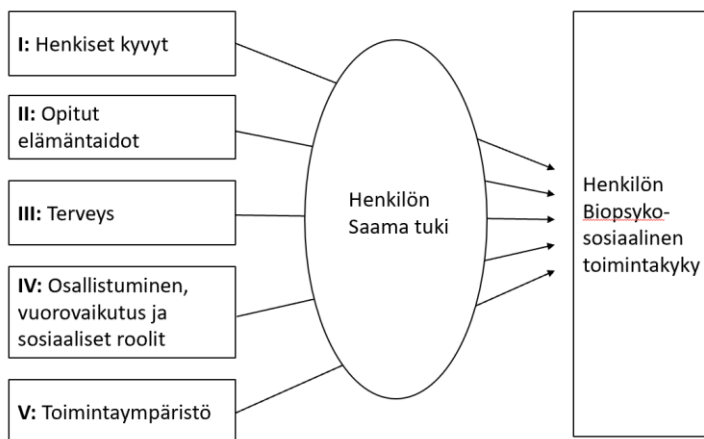 I: Henkiset kyvyt
II: Opitut
elämäntaidot
III: Terveys
IV: Osallistuminen,
vuorovaikutus ja
sosiaaliset roolit
V: Toimintaympäristö
Henkilön
Saama tuki
Henkilön
Biopsyko-
sosiaalinen
toimintakyky